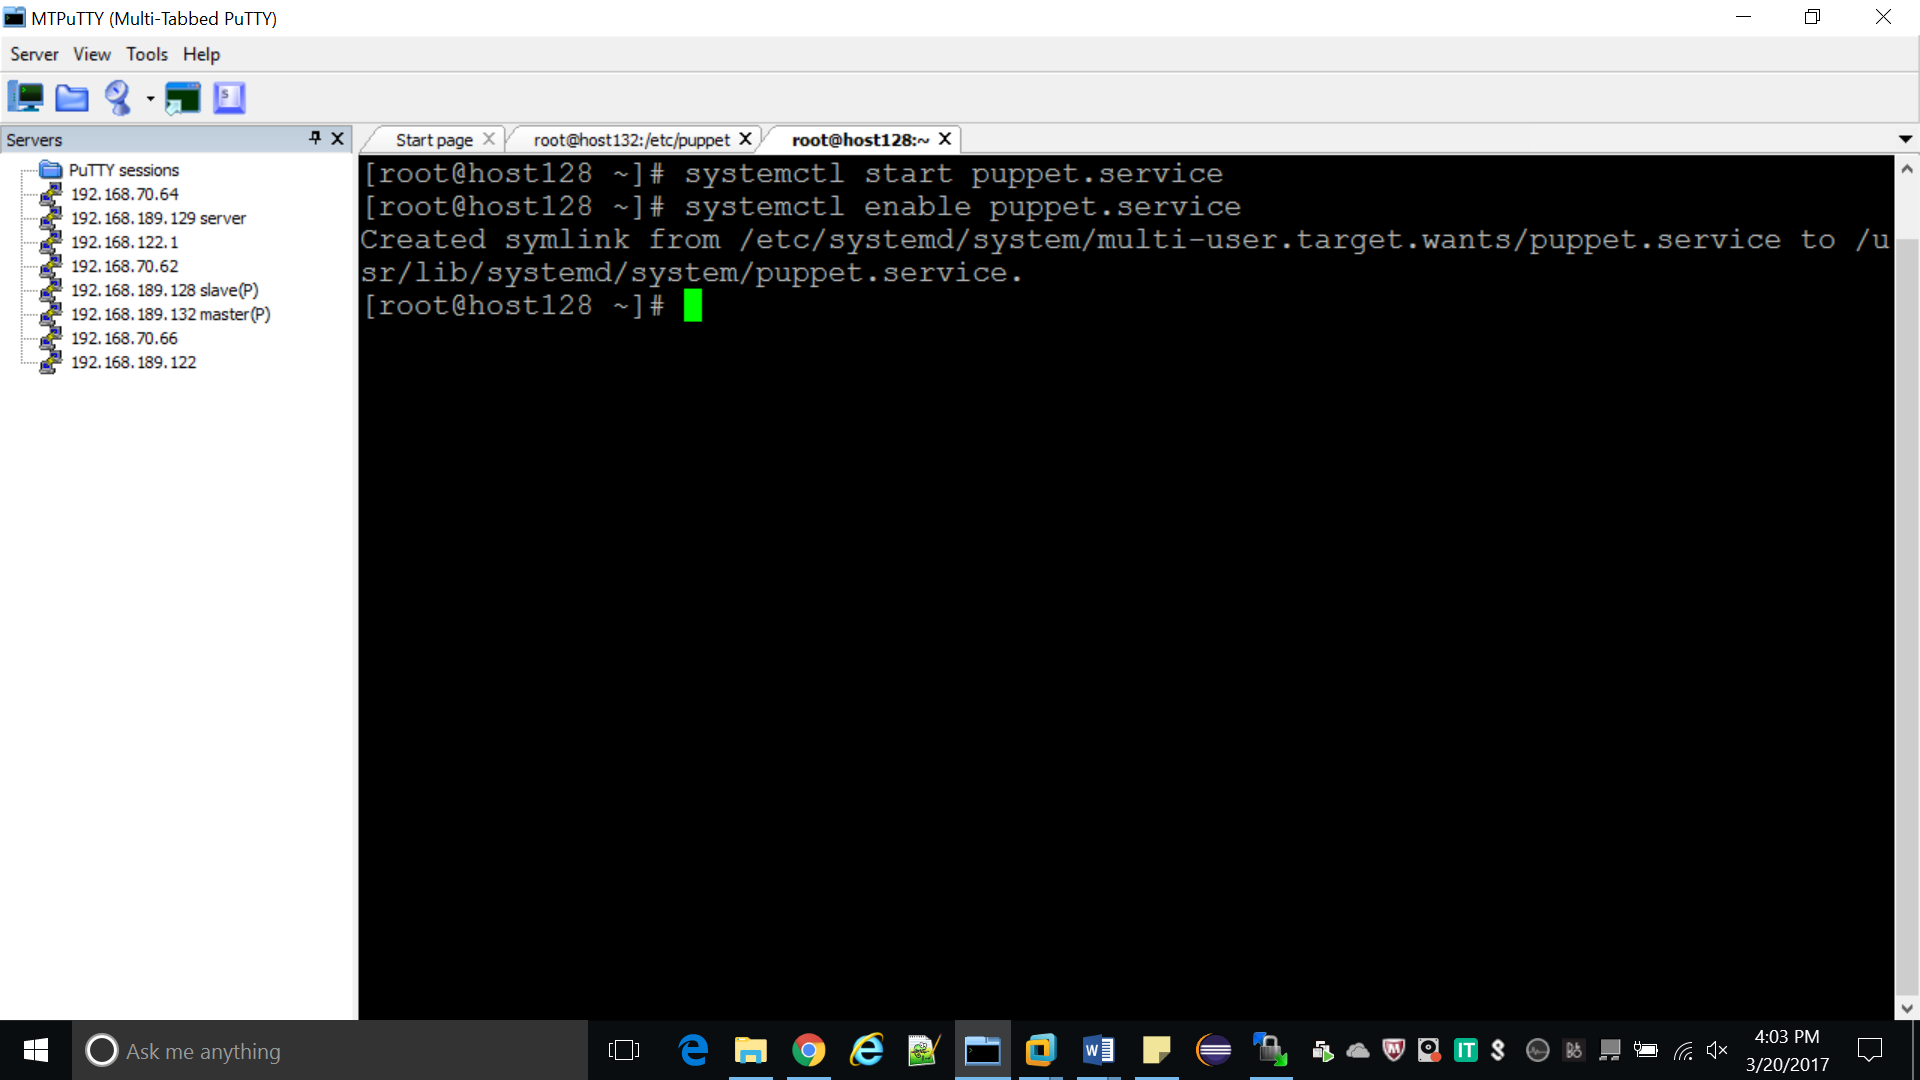 MTPuTTY (Multi-Tabbed PuTTY)
Server View Tools Help
S
Servers
Start page
root@host132:/etc/puppet
root@host128:~
PuTTY sessions
192.168.70.64
192.168.189.129 server
192.168.122.1
192.168.70.62
192.168.189.128 slave(P)
192.168.189.132 master(P)
192.168.70.66
192.168.189.122
[root@host128 ~]# systemctl start puppet.service
[root@host128 ~]# systemctl enable puppet.service
Created symlink from /etc/systemd/system/multi-user.target.wants/puppet.service to /u
sr/lib/systemd/system/puppet.service.
[root@host128 ~]#
Ask me anything
IT
4:03 PM
3/20/2017